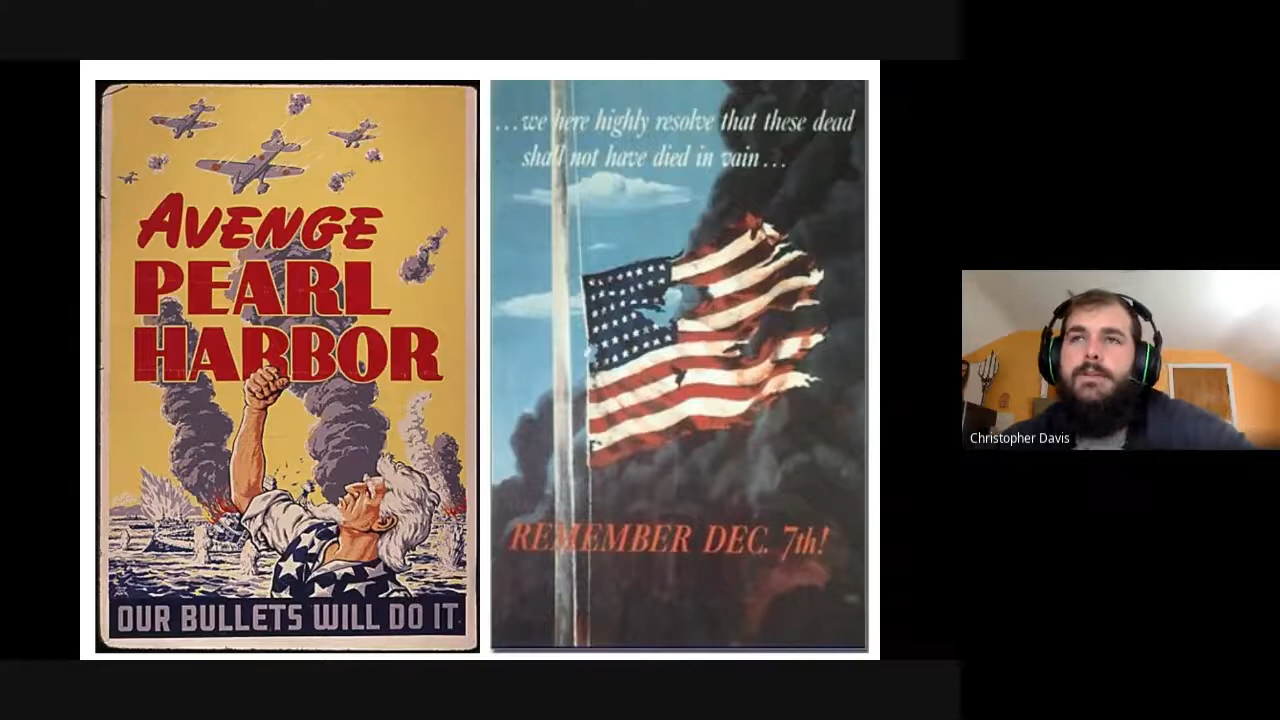 AVENGE
PEARL
HARBOR
OUR BULLETS WILL DO IT
...we here highly resolve that these dead
shall not have died in vain...
REMEMBER DEC. 7th!
Christopher Davis